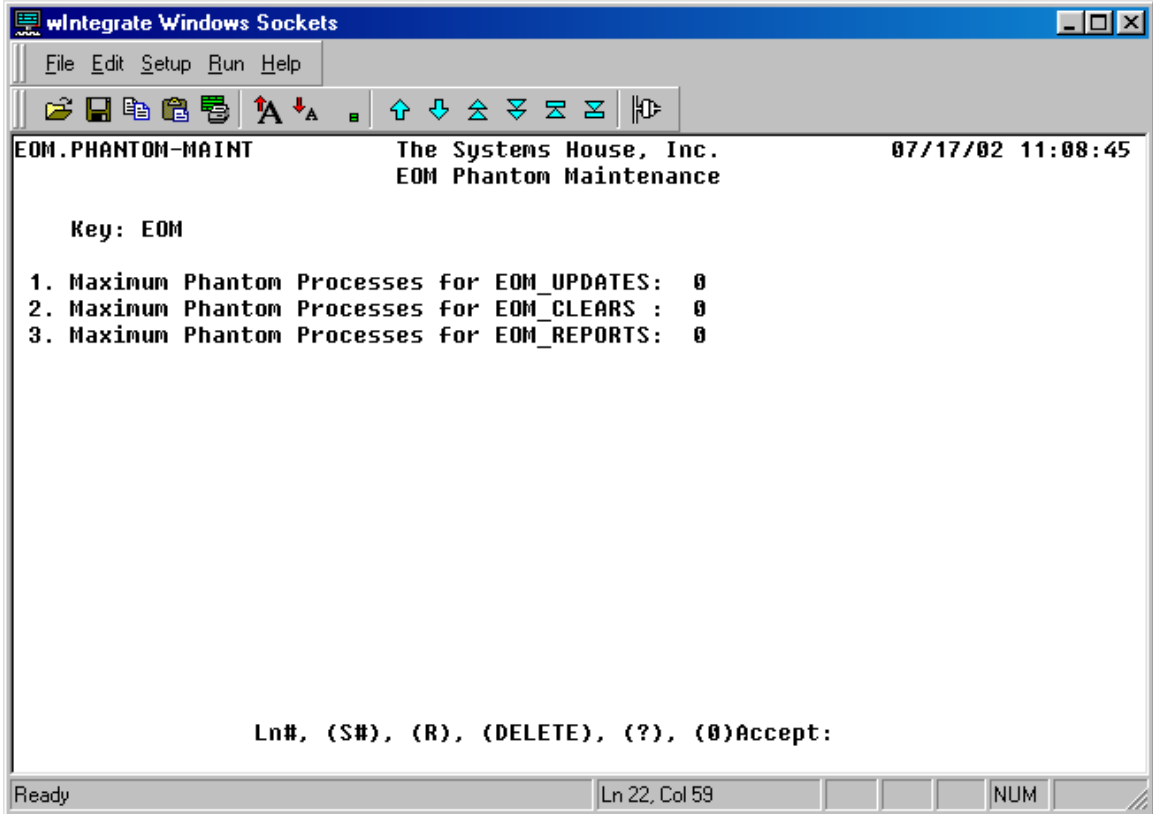 wIntegrate Windows Sockets
File Edit Setup Run Help
EOM.PHANTOM-MAINT The Systems House, Inc. 07/17/02 11:08:45
EOM Phantom Maintenance
Key: EOM
1. Maximum Phantom Processes for EOM_UPDATES: 0
2. Maximum Phantom Processes for EOM_CLEARS : 0
3. Maximum Phantom Processes for EOM_REPORTS: 0
Ln#, (S#), (R), (DELETE), (?), (0)Accept:
Ready Ln 22, Col 59 NUM